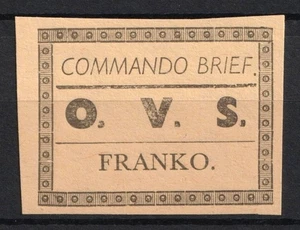 COMMANDO BRIEF.
O. V. S.
FRANKO.